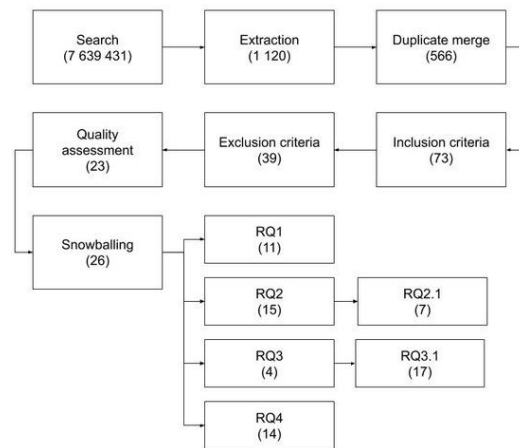 Search
(7 639 431)
Extraction
(1 120)
Duplicate merge
(566)
Quality
assessment
(23)
Exclusion criteria
(39)
Inclusion criteria
(73)
Snowballing
(26)
RQ1
(11)
RQ2
(15)
RQ2.1
(7)
RQ3
(4)
RQ3.1
(17)
RQ4
(14)